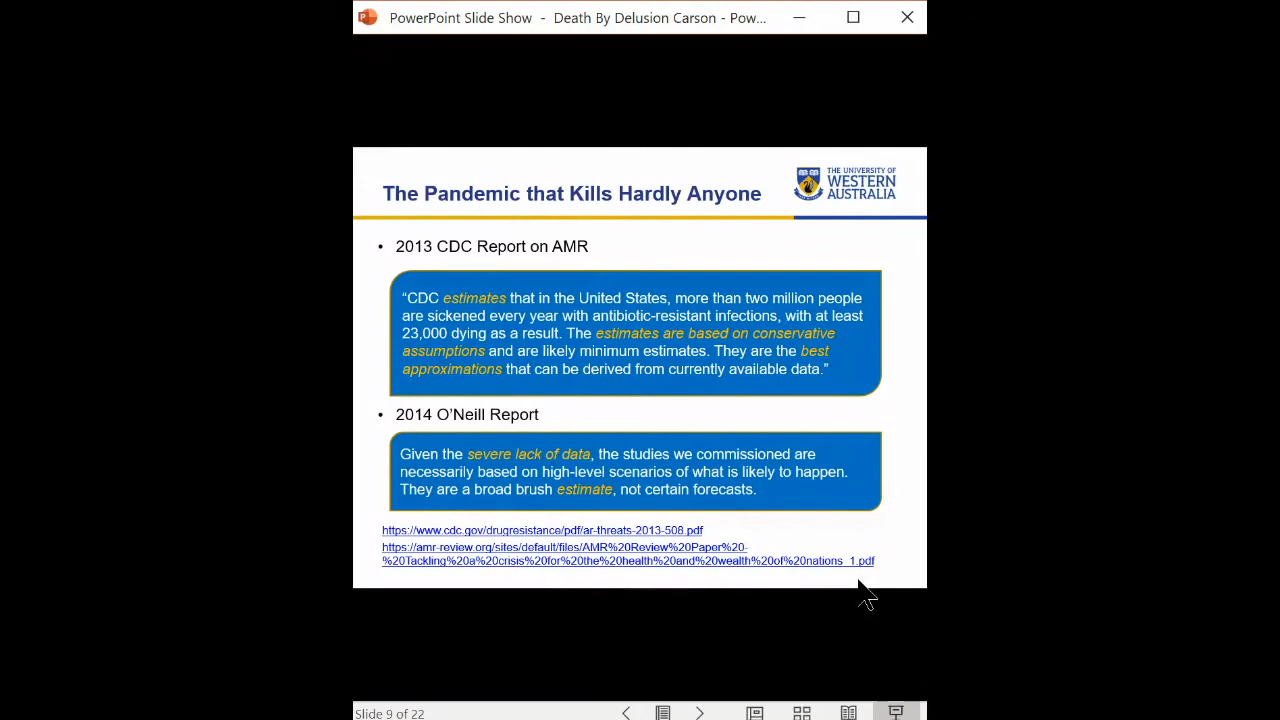 PowerPoint Slide Show - Death By Delusion Carson - Pow...
The Pandemic that Kills Hardly Anyone
THE UNIVERSITY OF
WESTERN
AUSTRALIA
• 2013 CDC Report on AMR
“CDC estimates that in the United States, more than two million people
are sickened every year with antibiotic-resistant infections, with at least
23,000 dying as a result. The estimates are based on conservative
assumptions and are likely minimum estimates. They are the best
approximations that can be derived from currently available data.”
• 2014 O’Neill Report
Given the severe lack of data, the studies we commissioned are
necessarily based on high-level scenarios of what is likely to happen.
They are a broad brush estimate, not certain forecasts.
https://www.cdc.gov/drugresistance/pdf/ar-threats-2013-508.pdf
https://amr-review.org/sites/default/files/AMR%20Review%20Paper%20-
%20Tackling%20a%20crisis%20for%20the%20health%20and%20wealth%20of%20nations_1.pdf
Slide 9 of 22